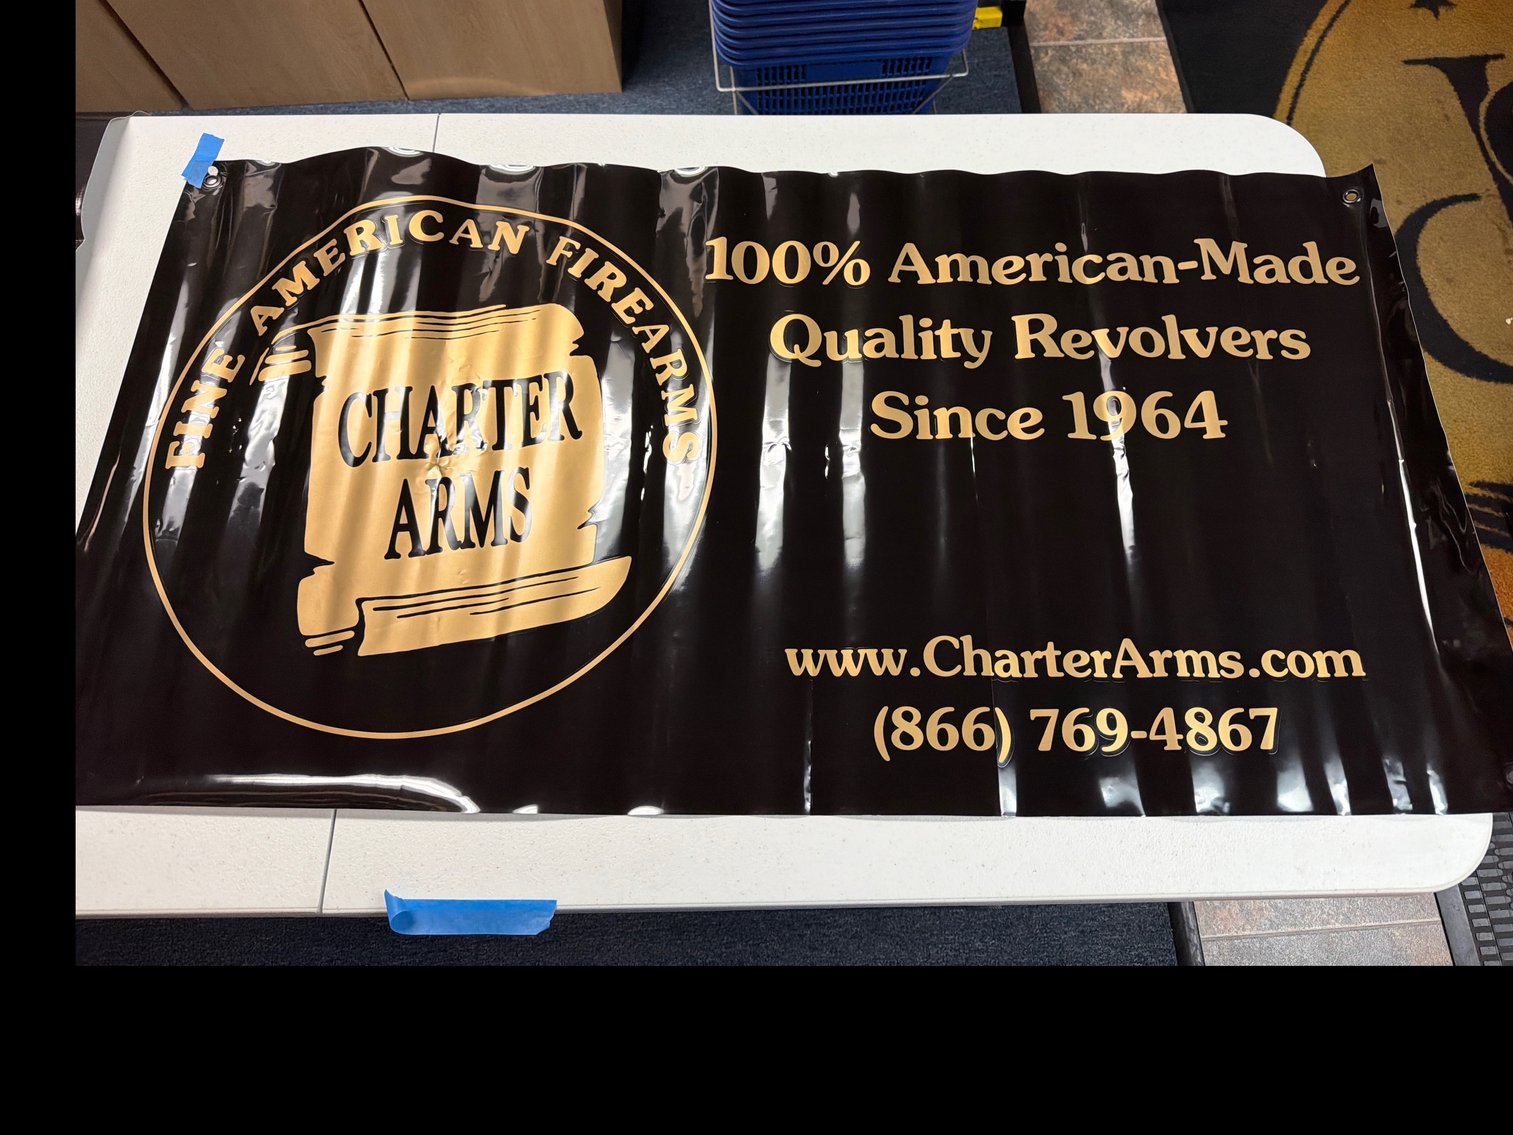 FINE AMERICAN FIREARMS
CHARTER
ARMS
100% American-Made
Quality Revolvers
Since 1964
www.CharterArms.com
(866) 769-4867